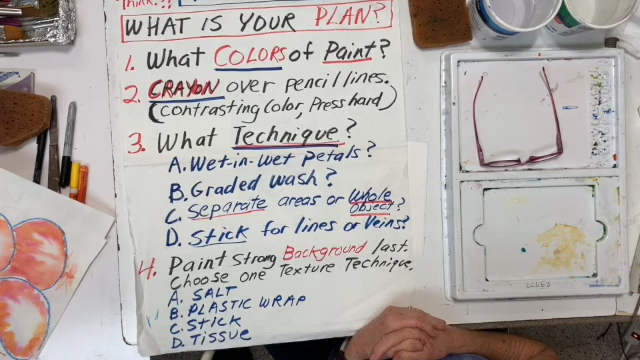 THINK!!
WHAT IS YOUR PLAN?
1. What COLORS of Paint?
2. CRAYON over pencil lines.
(contrasting Color, Press hard)
3. What Technique?
A. Wet-in-Wet Petals?
B. Graded wash?
C. Separate areas or Whole
Object?
D. Stick for lines or Veins?
4. Paint Strong Background last.
Choose one Texture Technique.
A. SALT
B. PLASTIC WRAP
C. Stick
D. Tissue
BLUES